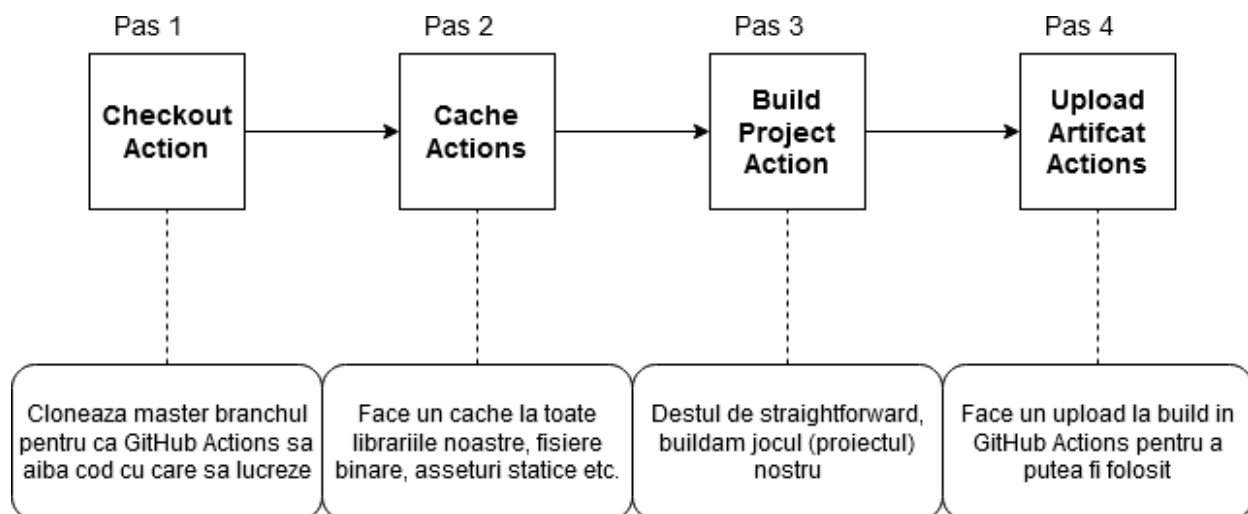 Pas 1
Pas 2
Pas 3
Pas 4
Checkout
Action
Cache
Actions
Build
Project
Action
Upload
Artifcat
Actions
Cloneaza master branchul
pentru ca GitHub Actions sa
aiba cod cu care sa lucreze
Face un cache la toate
librariile noastre, fisiere
binare, asseturi statice etc.
Destul de straightforward,
buildam jocul (proiectul)
nostru
Face un upload la build in
GitHub Actions pentru a
putea fi folosit